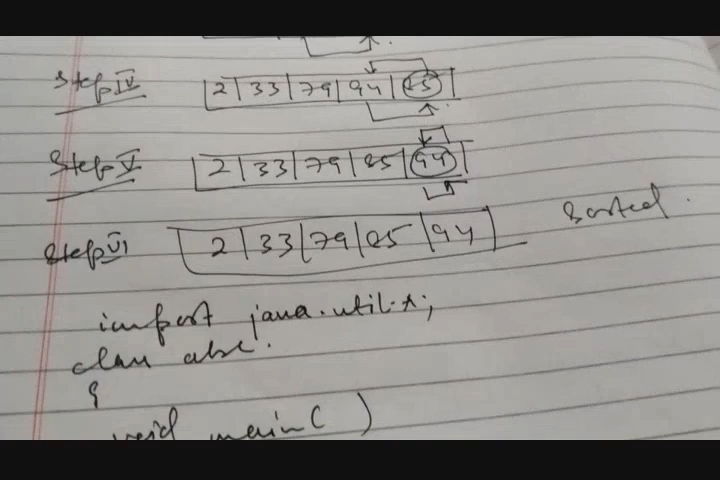 Step IV 2 | 33 | 79 | 94 | 85 |
Step V 2 | 33 | 79 | 85 | 94 |
Step VI 2 | 33 | 79 | 85 | 94 Sorted.
import java.util.*;
class abc.
{
void main( )